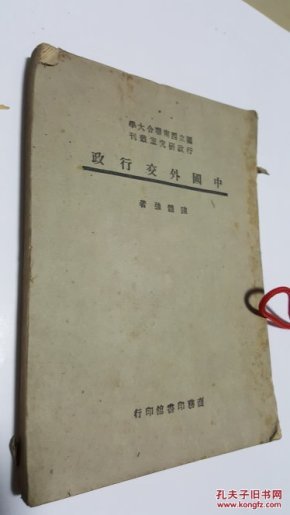 學大合聯南西立國
刊叢室究研政行
政行交外國中
著強體陳
行印館書印務商
孔夫子旧书网
www.kongfz.com